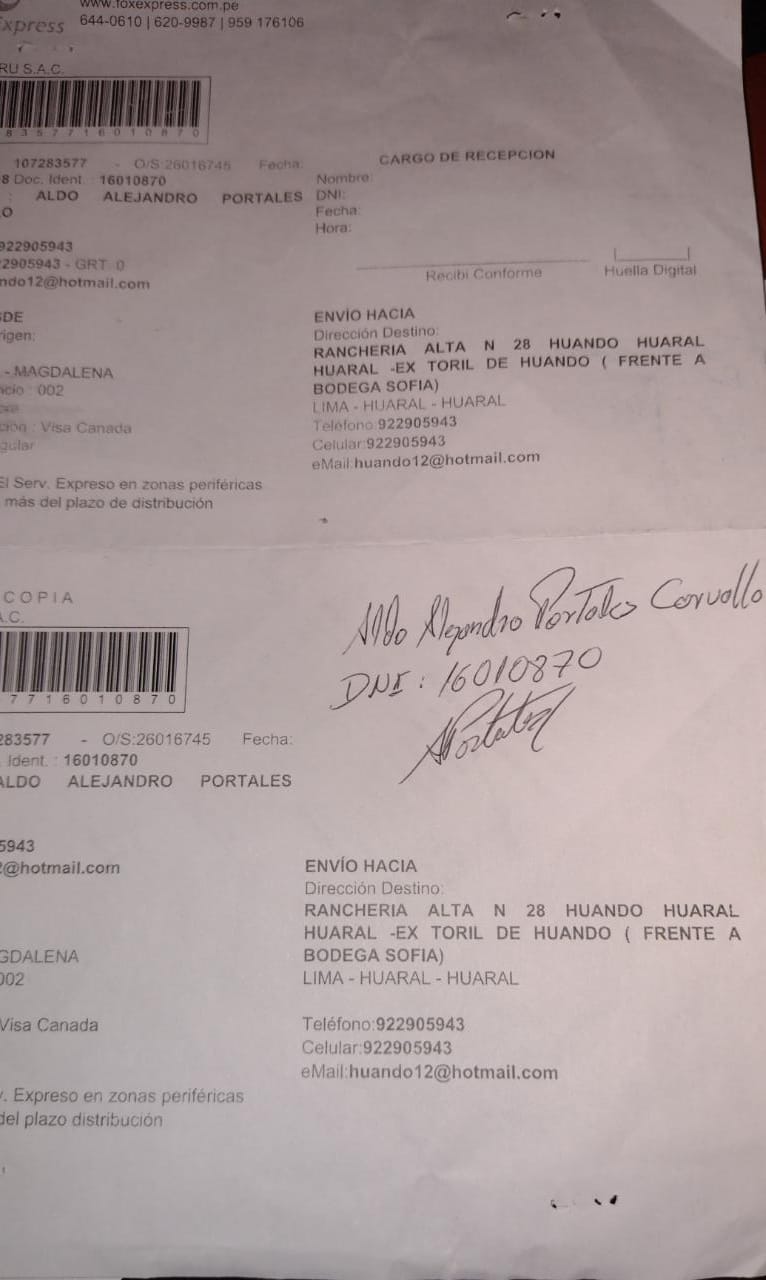 www.foxexpress.com.pe
xpress 644-0610 | 620-9987 | 959 176106
RU S.A.C.
8 3 5 7 7 1 6 0 1 0 8 7 0
107283577 - O/S:26016745 Fecha:
8 Doc. Ident. : 16010870
: ALDO ALEJANDRO PORTALES
O
922905943
22905943 - GRT: 0
ndo12@hotmail.com
CARGO DE RECEPCION
Nombre:
DNI:
Fecha:
Hora:
Recibi Conforme
Huella Digital
SDE
rigen:
- MAGDALENA
icio : 002
ción : Visa Canada
gular
El Serv. Expreso en zonas periféricas
más del plazo de distribución
ENVÍO HACIA
Dirección Destino:
RANCHERIA ALTA N 28 HUANDO HUARAL
HUARAL -EX TORIL DE HUANDO ( FRENTE A
BODEGA SOFIA)
LIMA - HUARAL - HUARAL
Teléfono:922905943
Celular:922905943
eMail:huando12@hotmail.com
COPIA
A.C.
7 7 1 6 0 1 0 8 7 0
283577 - O/S:26016745 Fecha:
. Ident. : 16010870
ALDO ALEJANDRO PORTALES
5943
2@hotmail.com
Aldo Alejandro Portales Carvallo
DNI : 16010870
APortales
GDALENA
002
Visa Canada
v. Expreso en zonas periféricas
del plazo distribución
ENVÍO HACIA
Dirección Destino:
RANCHERIA ALTA N 28 HUANDO HUARAL
HUARAL -EX TORIL DE HUANDO ( FRENTE A
BODEGA SOFIA)
LIMA - HUARAL - HUARAL
Teléfono:922905943
Celular:922905943
eMail:huando12@hotmail.com